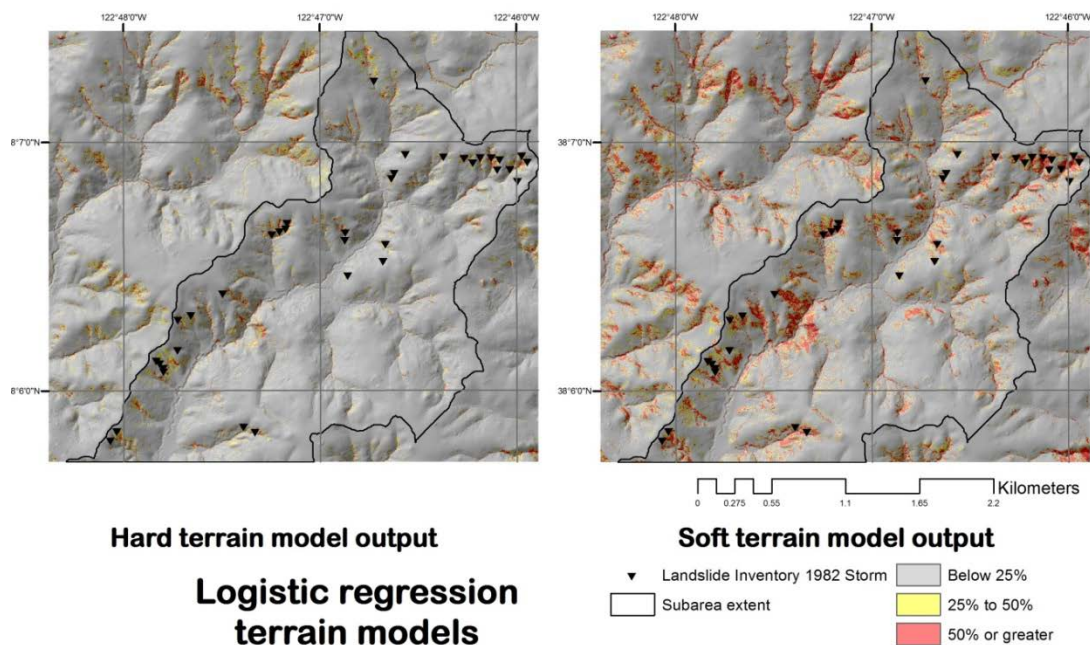 122°48'0"W 122°47'0"W 122°46'0"W 122°48'0"W 122°47'0"W 122°46'0"W
8°7'0"N 38°7'0"N
8°6'0"N 38°6'0"N
Kilometers
0 0.275 0.55 1.1 1.65 2.2
Hard terrain model output
Soft terrain model output
Logistic regression
terrain models
Landslide Inventory 1982 Storm
Subarea extent
Below 25%
25% to 50%
50% or greater